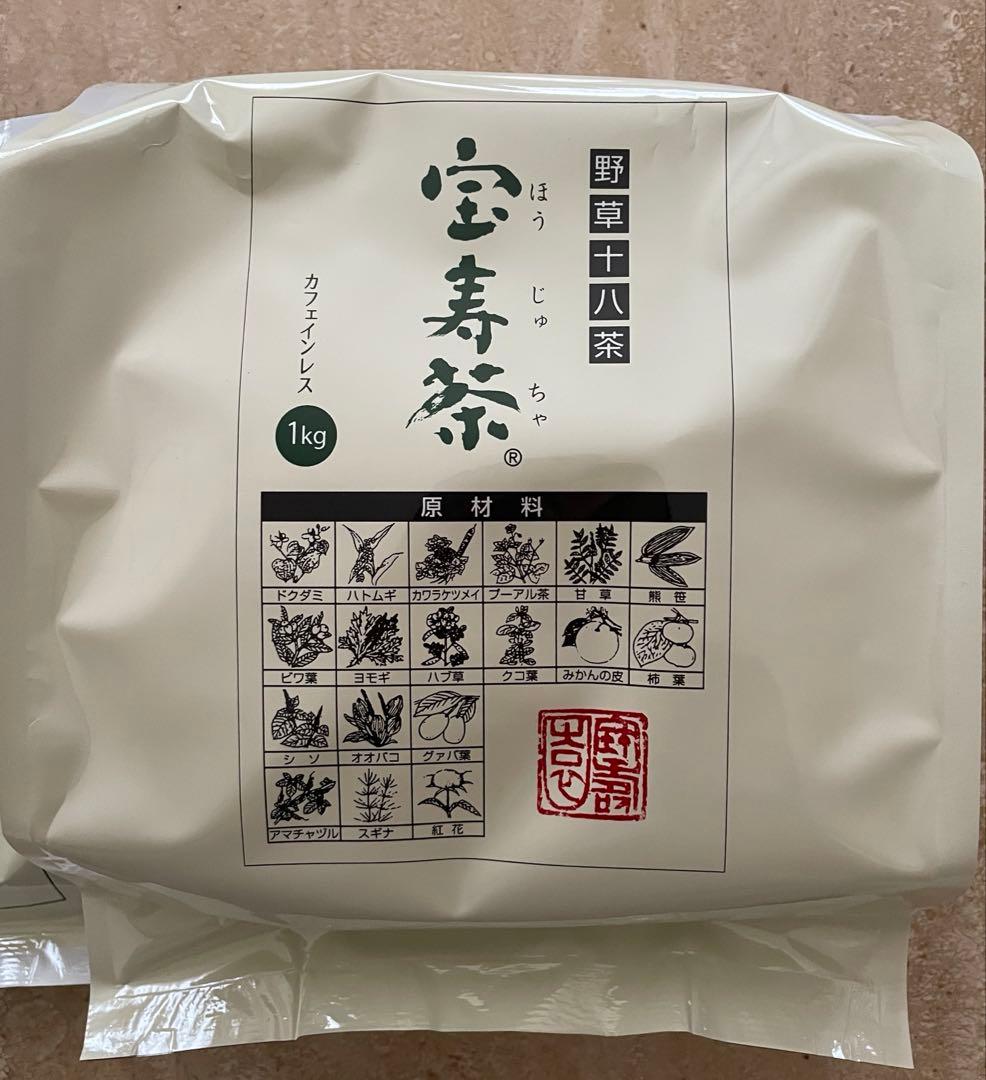 野草十八茶
宝寿茶®
ほうじゅちゃ
カフェインレス
1kg
原材料
ドクダミ ハトムギ カワラケツメイ プーアル茶 甘草 熊笹
ビワ葉 ヨモギ ハブ草 クコ葉 みかんの皮 柿葉
シソ オオバコ グァバ葉
アマチャヅル スギナ 紅花